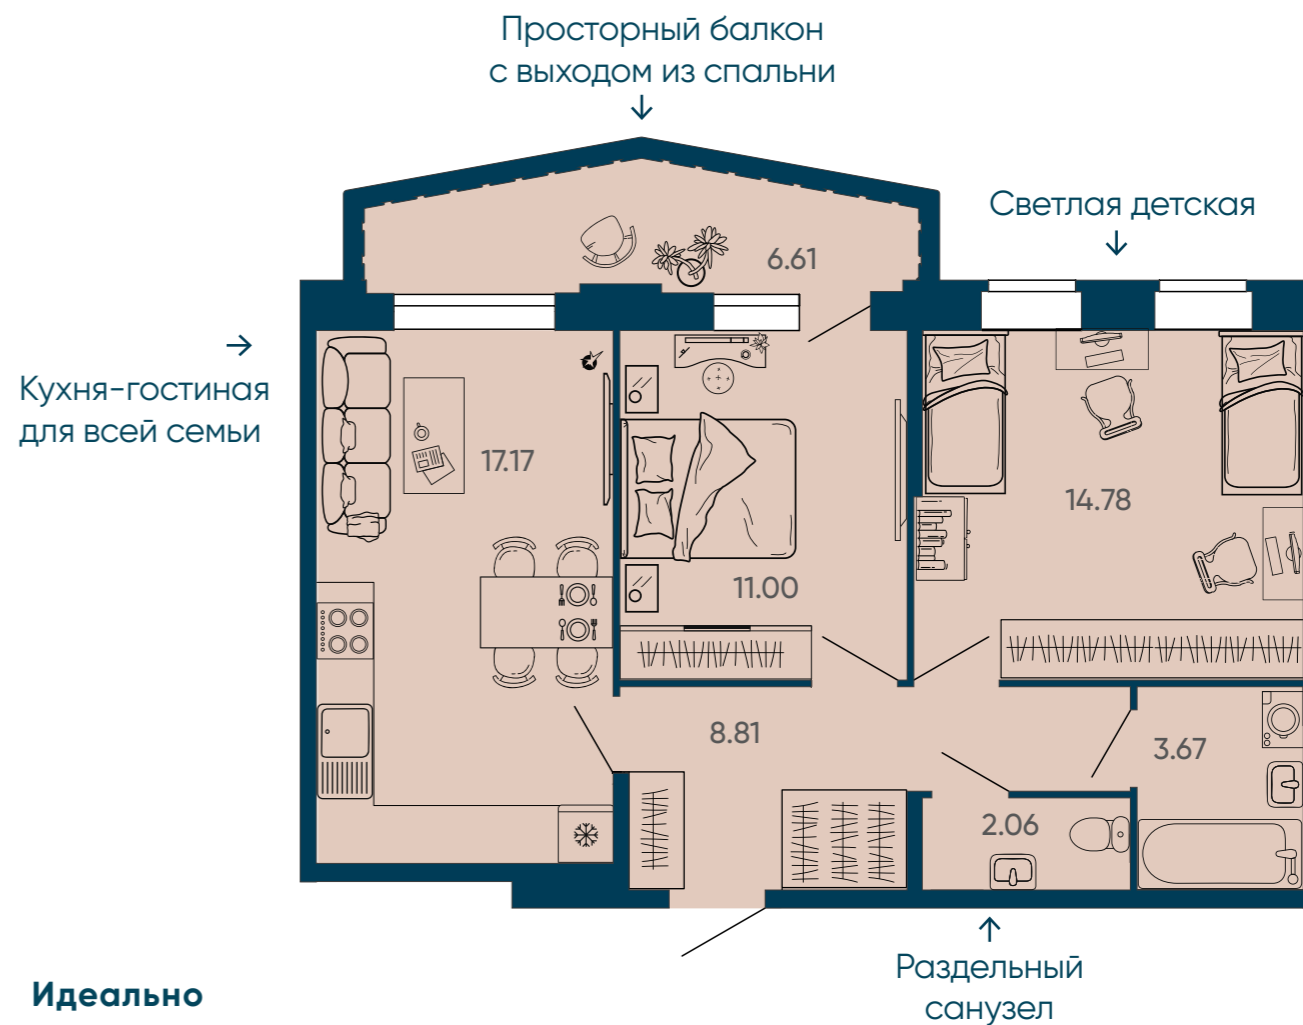 Просторный балкон
с выходом из спальни
Светлая детская
6.61
Кухня-гостиная
для всей семьи
17.17
14.78
11.00
8.81
3.67
2.06
Раздельный
санузел
Идеально